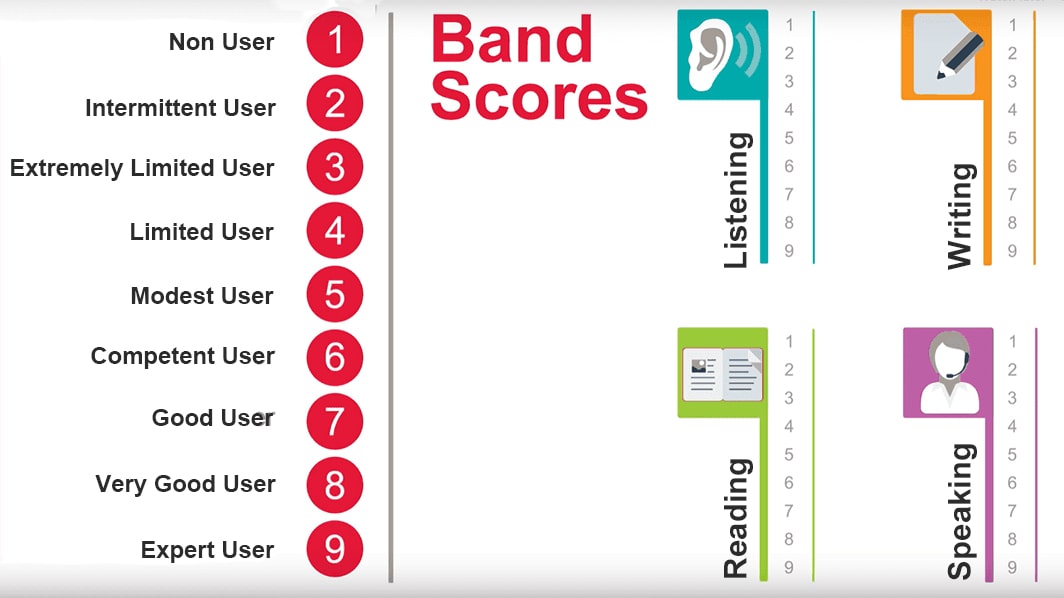 Non User 1
Intermittent User 2
Extremely Limited User 3
Limited User 4
Modest User 5
Competent User 6
Good User 7
Very Good User 8
Expert User 9
Band
Scores
Listening
1
2
3
4
5
6
7
8
9
Writing
1
2
3
4
5
6
7
8
9
Reading
1
2
3
4
5
6
7
8
9
Speaking
1
2
3
4
5
6
7
8
9